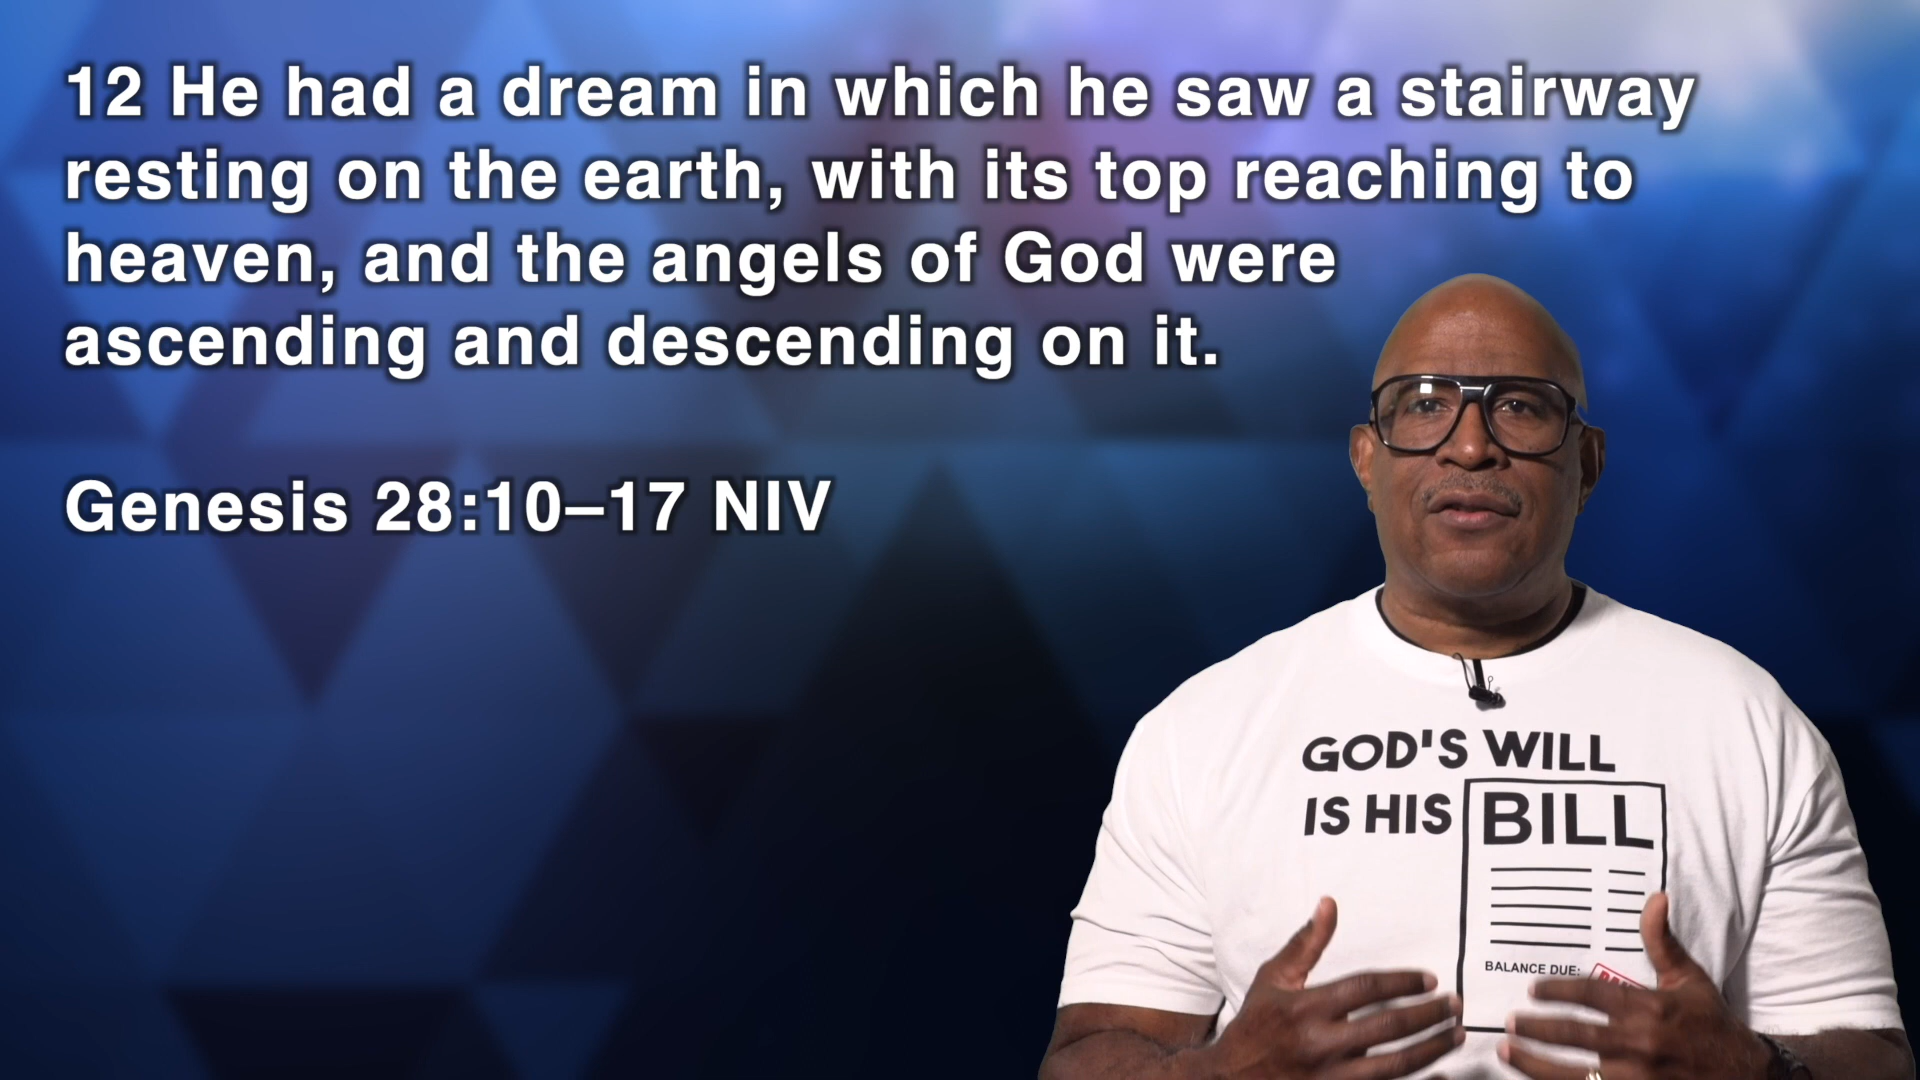 12 He had a dream in which he saw a stairway
resting on the earth, with its top reaching to
heaven, and the angels of God were
ascending and descending on it.
Genesis 28:10–17 NIV
GOD'S WILL
IS HIS BILL
BALANCE DUE: